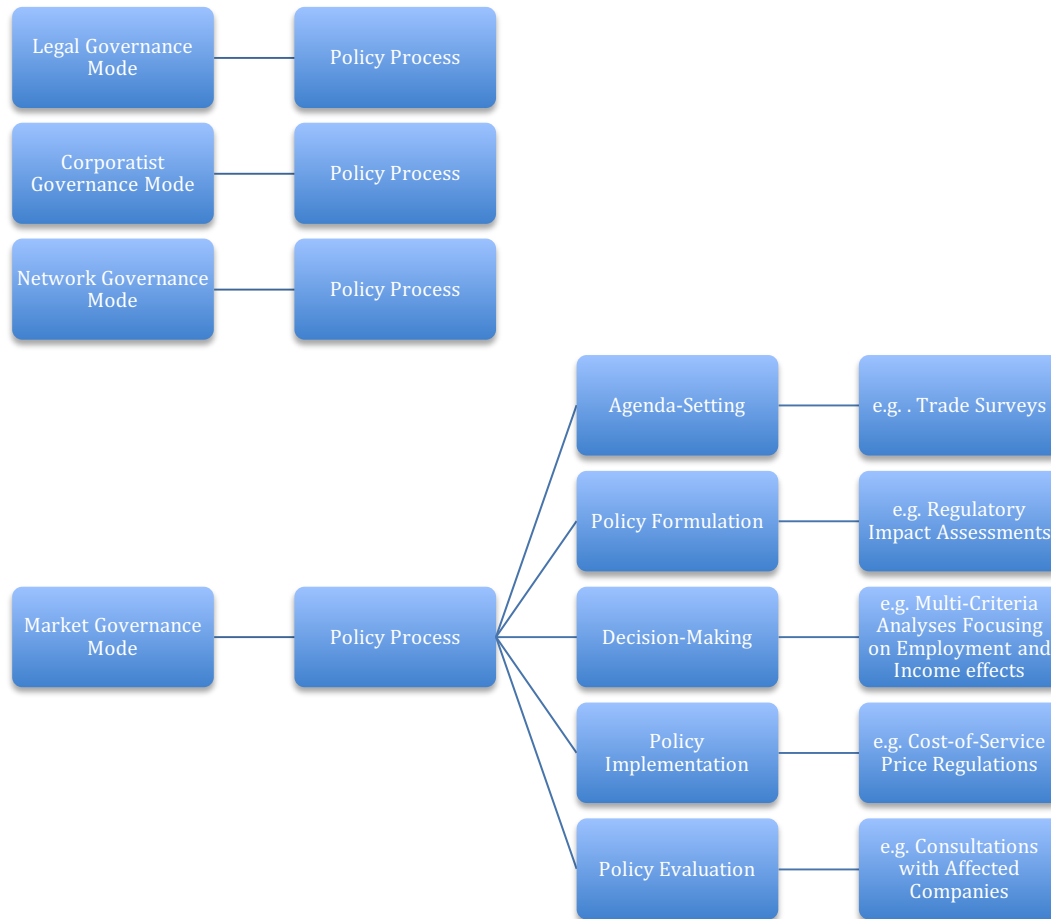 Legal Governance
Mode
Policy Process
Corporatist
Governance Mode
Policy Process
Network Governance
Mode
Policy Process
Agenda-Setting
e.g. . Trade Surveys
Policy Formulation
e.g. Regulatory
Impact Assessments
Market Governance
Mode
Policy Process
Decision-Making
e.g. Multi-Criteria
Analyses Focusing
on Employment and
Income effects
Policy
Implementation
e.g. Cost-of-Service
Price Regulations
Policy Evaluation
e.g. Consultations
with Affected
Companies